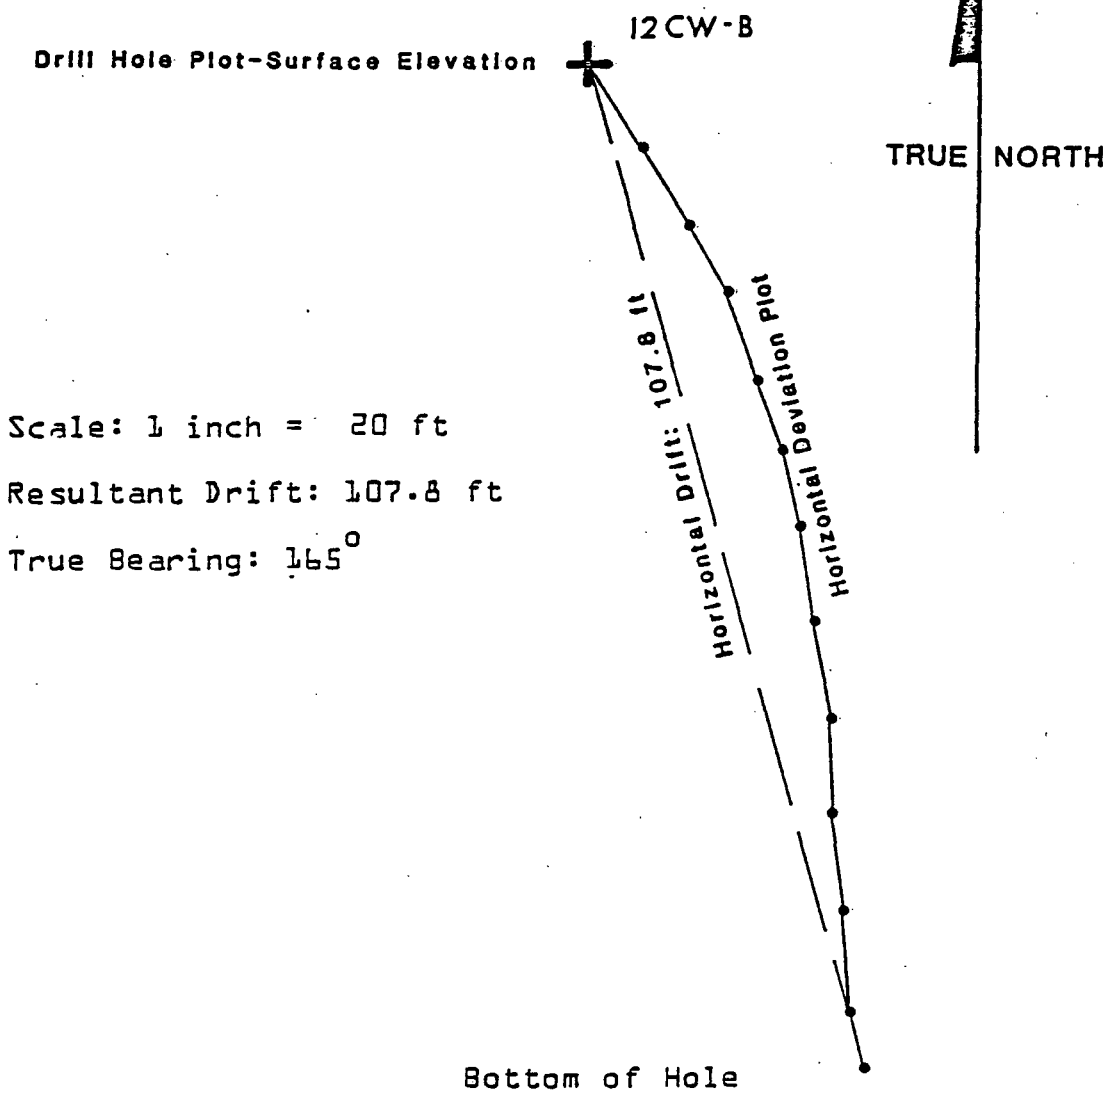 12CW-B
Drill Hole Plot-Surface Elevation
TRUE NORTH
Horizontal Drift: 107.8 ft
Horizontal Deviation Plot
Scale: 1 inch = 20 ft
Resultant Drift: 107.8 ft
True Bearing: 165°
Bottom of Hole